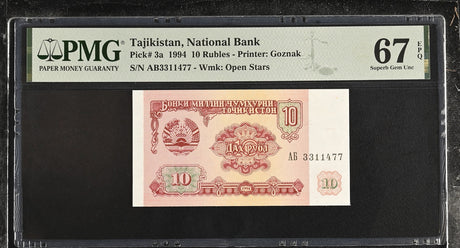 PMG
PAPER MONEY GUARANTY
Tajikistan, National Bank
Pick# 3a 1994 10 Rubles - Printer: Goznak
S/N AB3311477 - Wmk: Open Stars
67
EPQ
Superb Gem Unc
БОНКИ МИЛЛИИ ҶУМҲУРИИ
ТОҶИКИСТОН
10
ДАҲ РУБЛ
АБ 3311477
10
1994
10